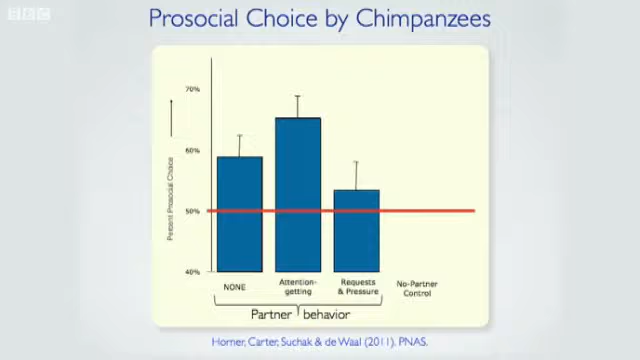 BBC
Prosocial Choice by Chimpanzees
70%
60%
50%
40%
Percent Prosocial Choice
NONE
Attention-
getting
Requests
& Pressure
No-Partner
Control
Partner behavior
Horner, Carter, Suchak & de Waal (2011). PNAS.